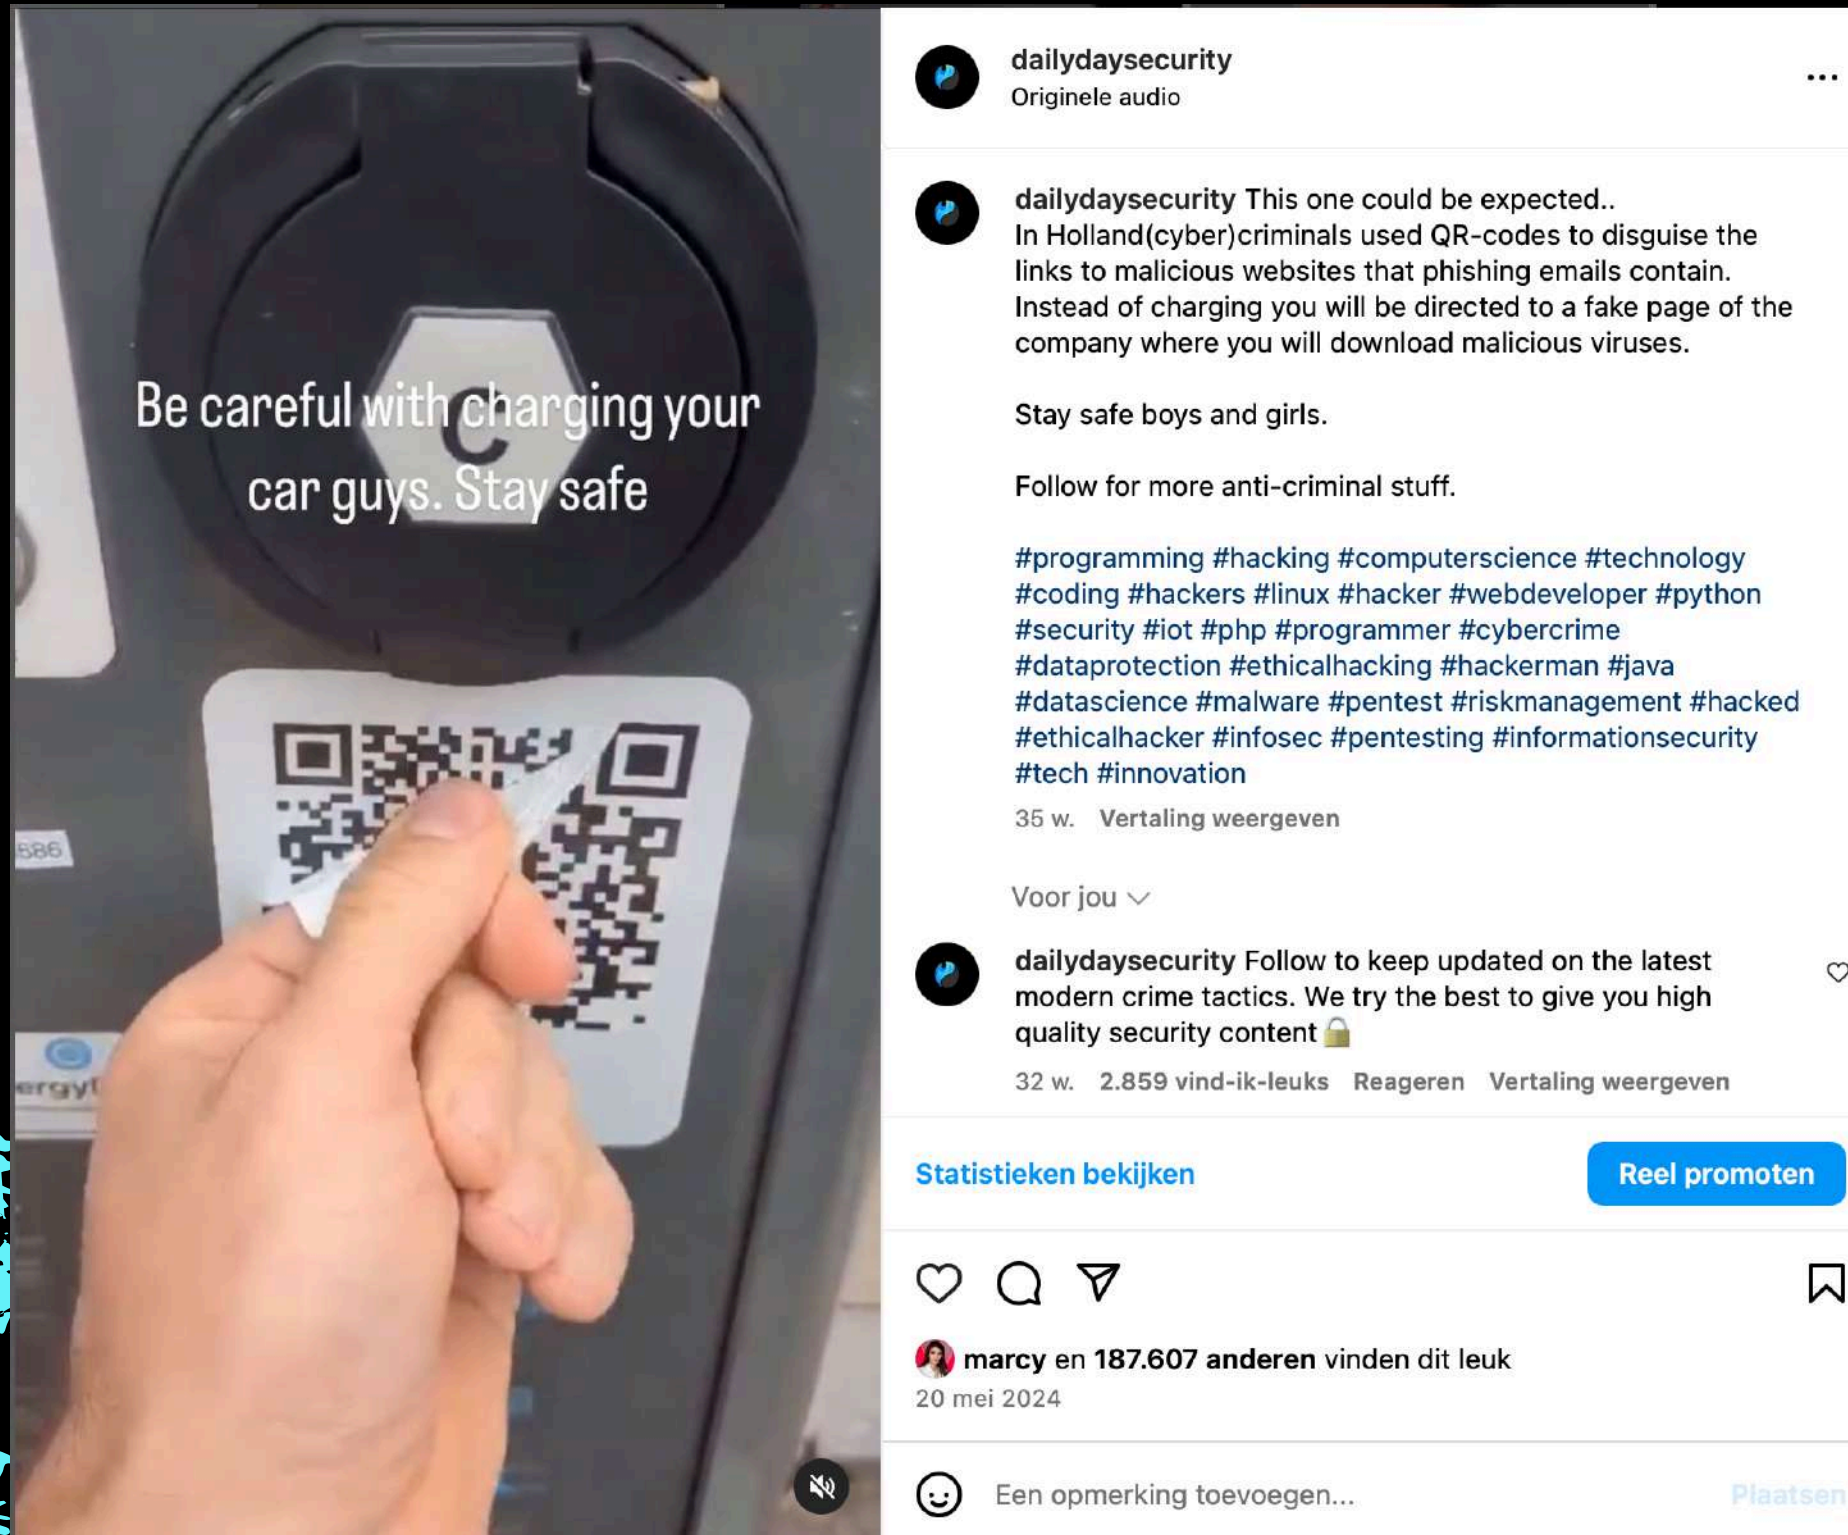 Be careful with charging your
car guys. Stay safe
C
686
dailydaysecurity
Originele audio
dailydaysecurity This one could be expected..
In Holland(cyber)criminals used QR-codes to disguise the
links to malicious websites that phishing emails contain.
Instead of charging you will be directed to a fake page of the
company where you will download malicious viruses.
Stay safe boys and girls.
Follow for more anti-criminal stuff.
#programming #hacking #computerscience #technology
#coding #hackers #linux #hacker #webdeveloper #python
#security #iot #php #programmer #cybercrime
#dataprotection #ethicalhacking #hackerman #java
#datascience #malware #pentest #riskmanagement #hacked
#ethicalhacker #infosec #pentesting #informationsecurity
#tech #innovation
35 w. Vertaling weergeven
Voor jou
dailydaysecurity Follow to keep updated on the latest
modern crime tactics. We try the best to give you high
quality security content🔒
32 w. 2.859 vind-ik-leuks Reageren Vertaling weergeven
Statistieken bekijken
Reel promoten
marcy en 187.607 anderen vinden dit leuk
20 mei 2024
Een opmerking toevoegen...
Plaatsen